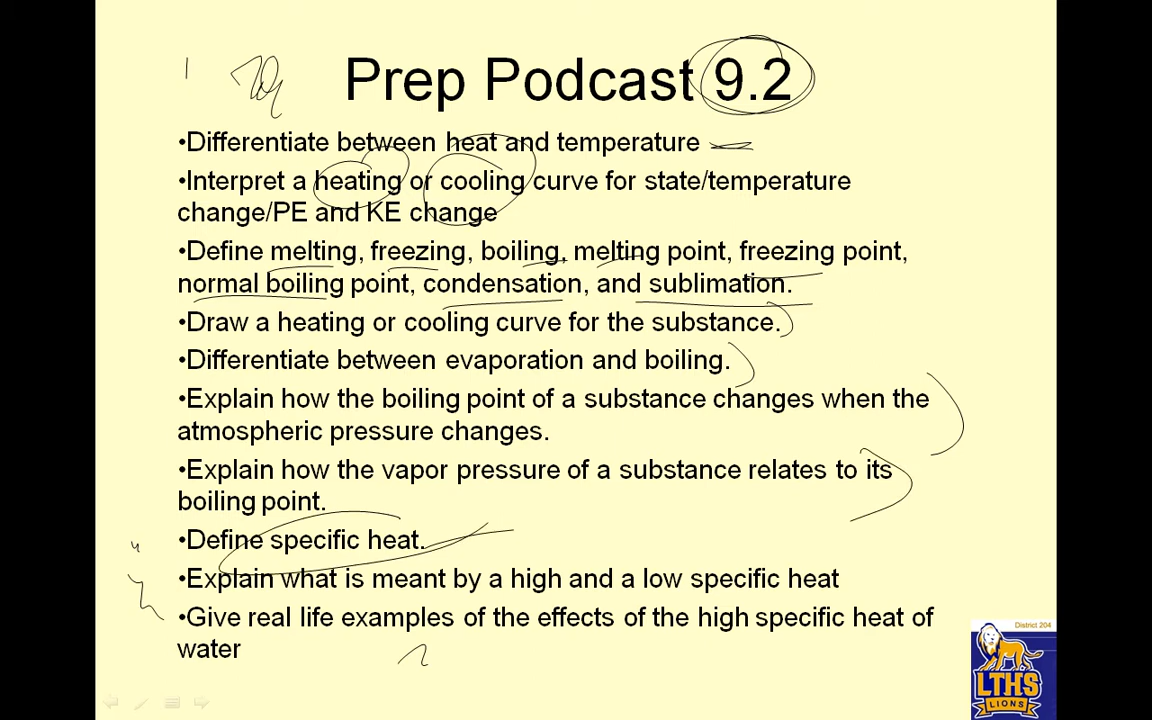 Prep Podcast 9.2
•Differentiate between heat and temperature
•Interpret a heating or cooling curve for state/temperature
change/PE and KE change
•Define melting, freezing, boiling, melting point, freezing point,
normal boiling point, condensation, and sublimation.
•Draw a heating or cooling curve for the substance.
•Differentiate between evaporation and boiling.
•Explain how the boiling point of a substance changes when the
atmospheric pressure changes.
•Explain how the vapor pressure of a substance relates to its
boiling point.
•Define specific heat.
•Explain what is meant by a high and a low specific heat
•Give real life examples of the effects of the high specific heat of
water
District 204
LTHS
LIONS